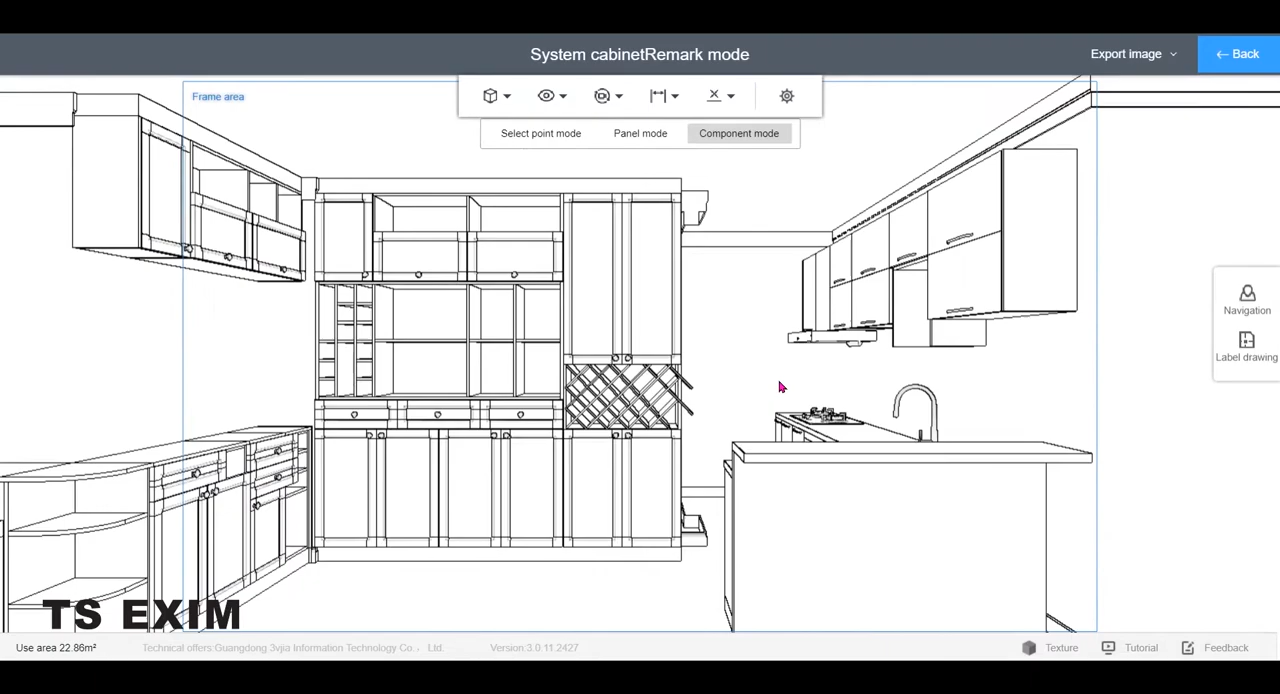 System cabinetRemark mode
Export image
← Back
Frame area
Select point mode
Panel mode
Component mode
Navigation
Label drawing
TS EXIM
Use area 22.86m²
Technical offers:Guangdong 3vjia Information Technology Co.，Ltd.
Version:3.0.11.2427
Texture
Tutorial
Feedback